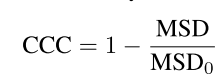 CCC = 1 − MSD / MSD₀